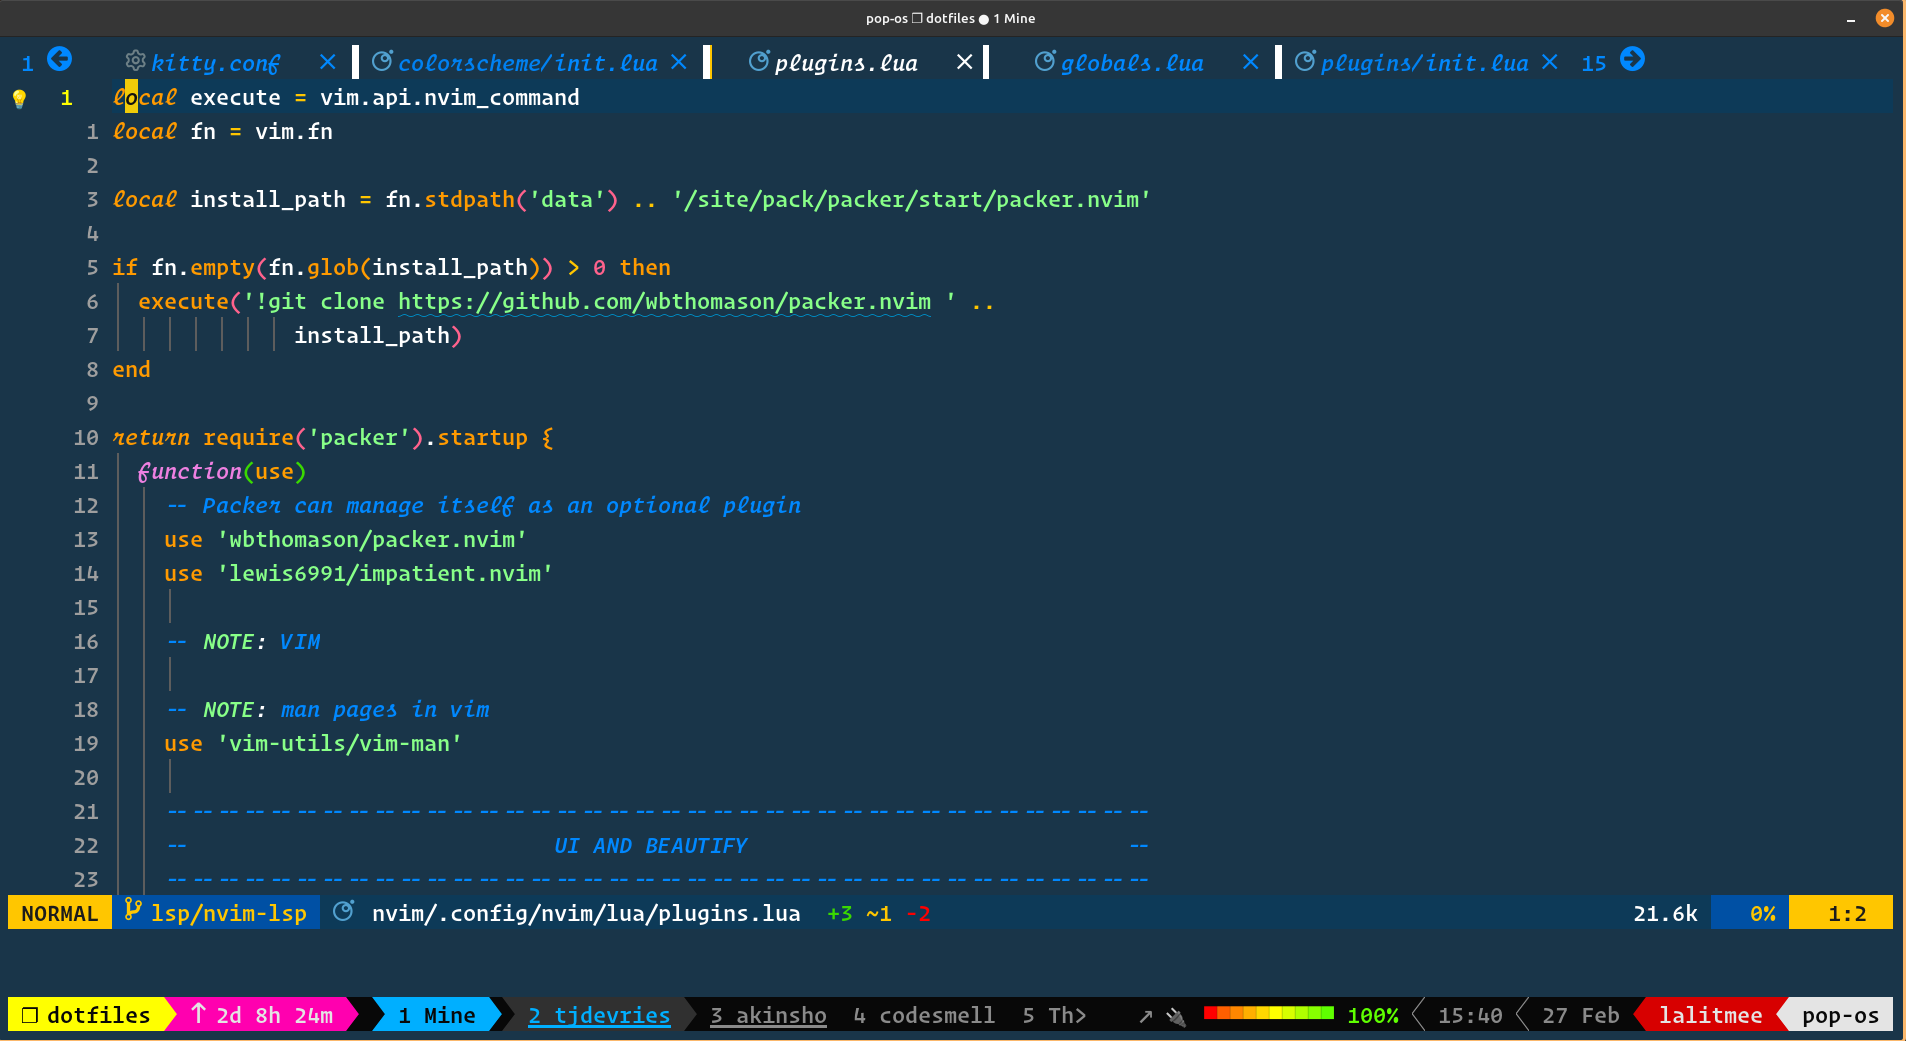 pop-os ❐ dotfiles ● 1 Mine
1 kitty.conf × colorscheme/init.lua × plugins.lua × globals.lua × plugins/init.lua × 15
1 local execute = vim.api.nvim_command
1 local fn = vim.fn
2
3 local install_path = fn.stdpath('data') .. '/site/pack/packer/start/packer.nvim'
4
5 if fn.empty(fn.glob(install_path)) > 0 then
6 execute('!git clone https://github.com/wbthomason/packer.nvim ' ..
7 install_path)
8 end
9
10 return require('packer').startup {
11 function(use)
12 -- Packer can manage itself as an optional plugin
13 use 'wbthomason/packer.nvim'
14 use 'lewis6991/impatient.nvim'
15
16 -- NOTE: VIM
17
18 -- NOTE: man pages in vim
19 use 'vim-utils/vim-man'
20
21 -- -- -- -- -- -- -- -- -- -- -- -- -- -- -- -- -- -- -- -- -- -- -- -- -- -- -- -- -- -- -- -- -- -- -- -- -- --
22 -- UI AND BEAUTIFY --
23 -- -- -- -- -- -- -- -- -- -- -- -- -- -- -- -- -- -- -- -- -- -- -- -- -- -- -- -- -- -- -- -- -- -- -- -- -- --
NORMAL lsp/nvim-lsp nvim/.config/nvim/lua/plugins.lua +3 ~1 -2 21.6k 0% 1:2
❐ dotfiles ↑ 2d 8h 24m 1 Mine 2 tjdevries 3 akinsho 4 codesmell 5 Th> ↗ 100% 15:40 27 Feb lalitmee pop-os